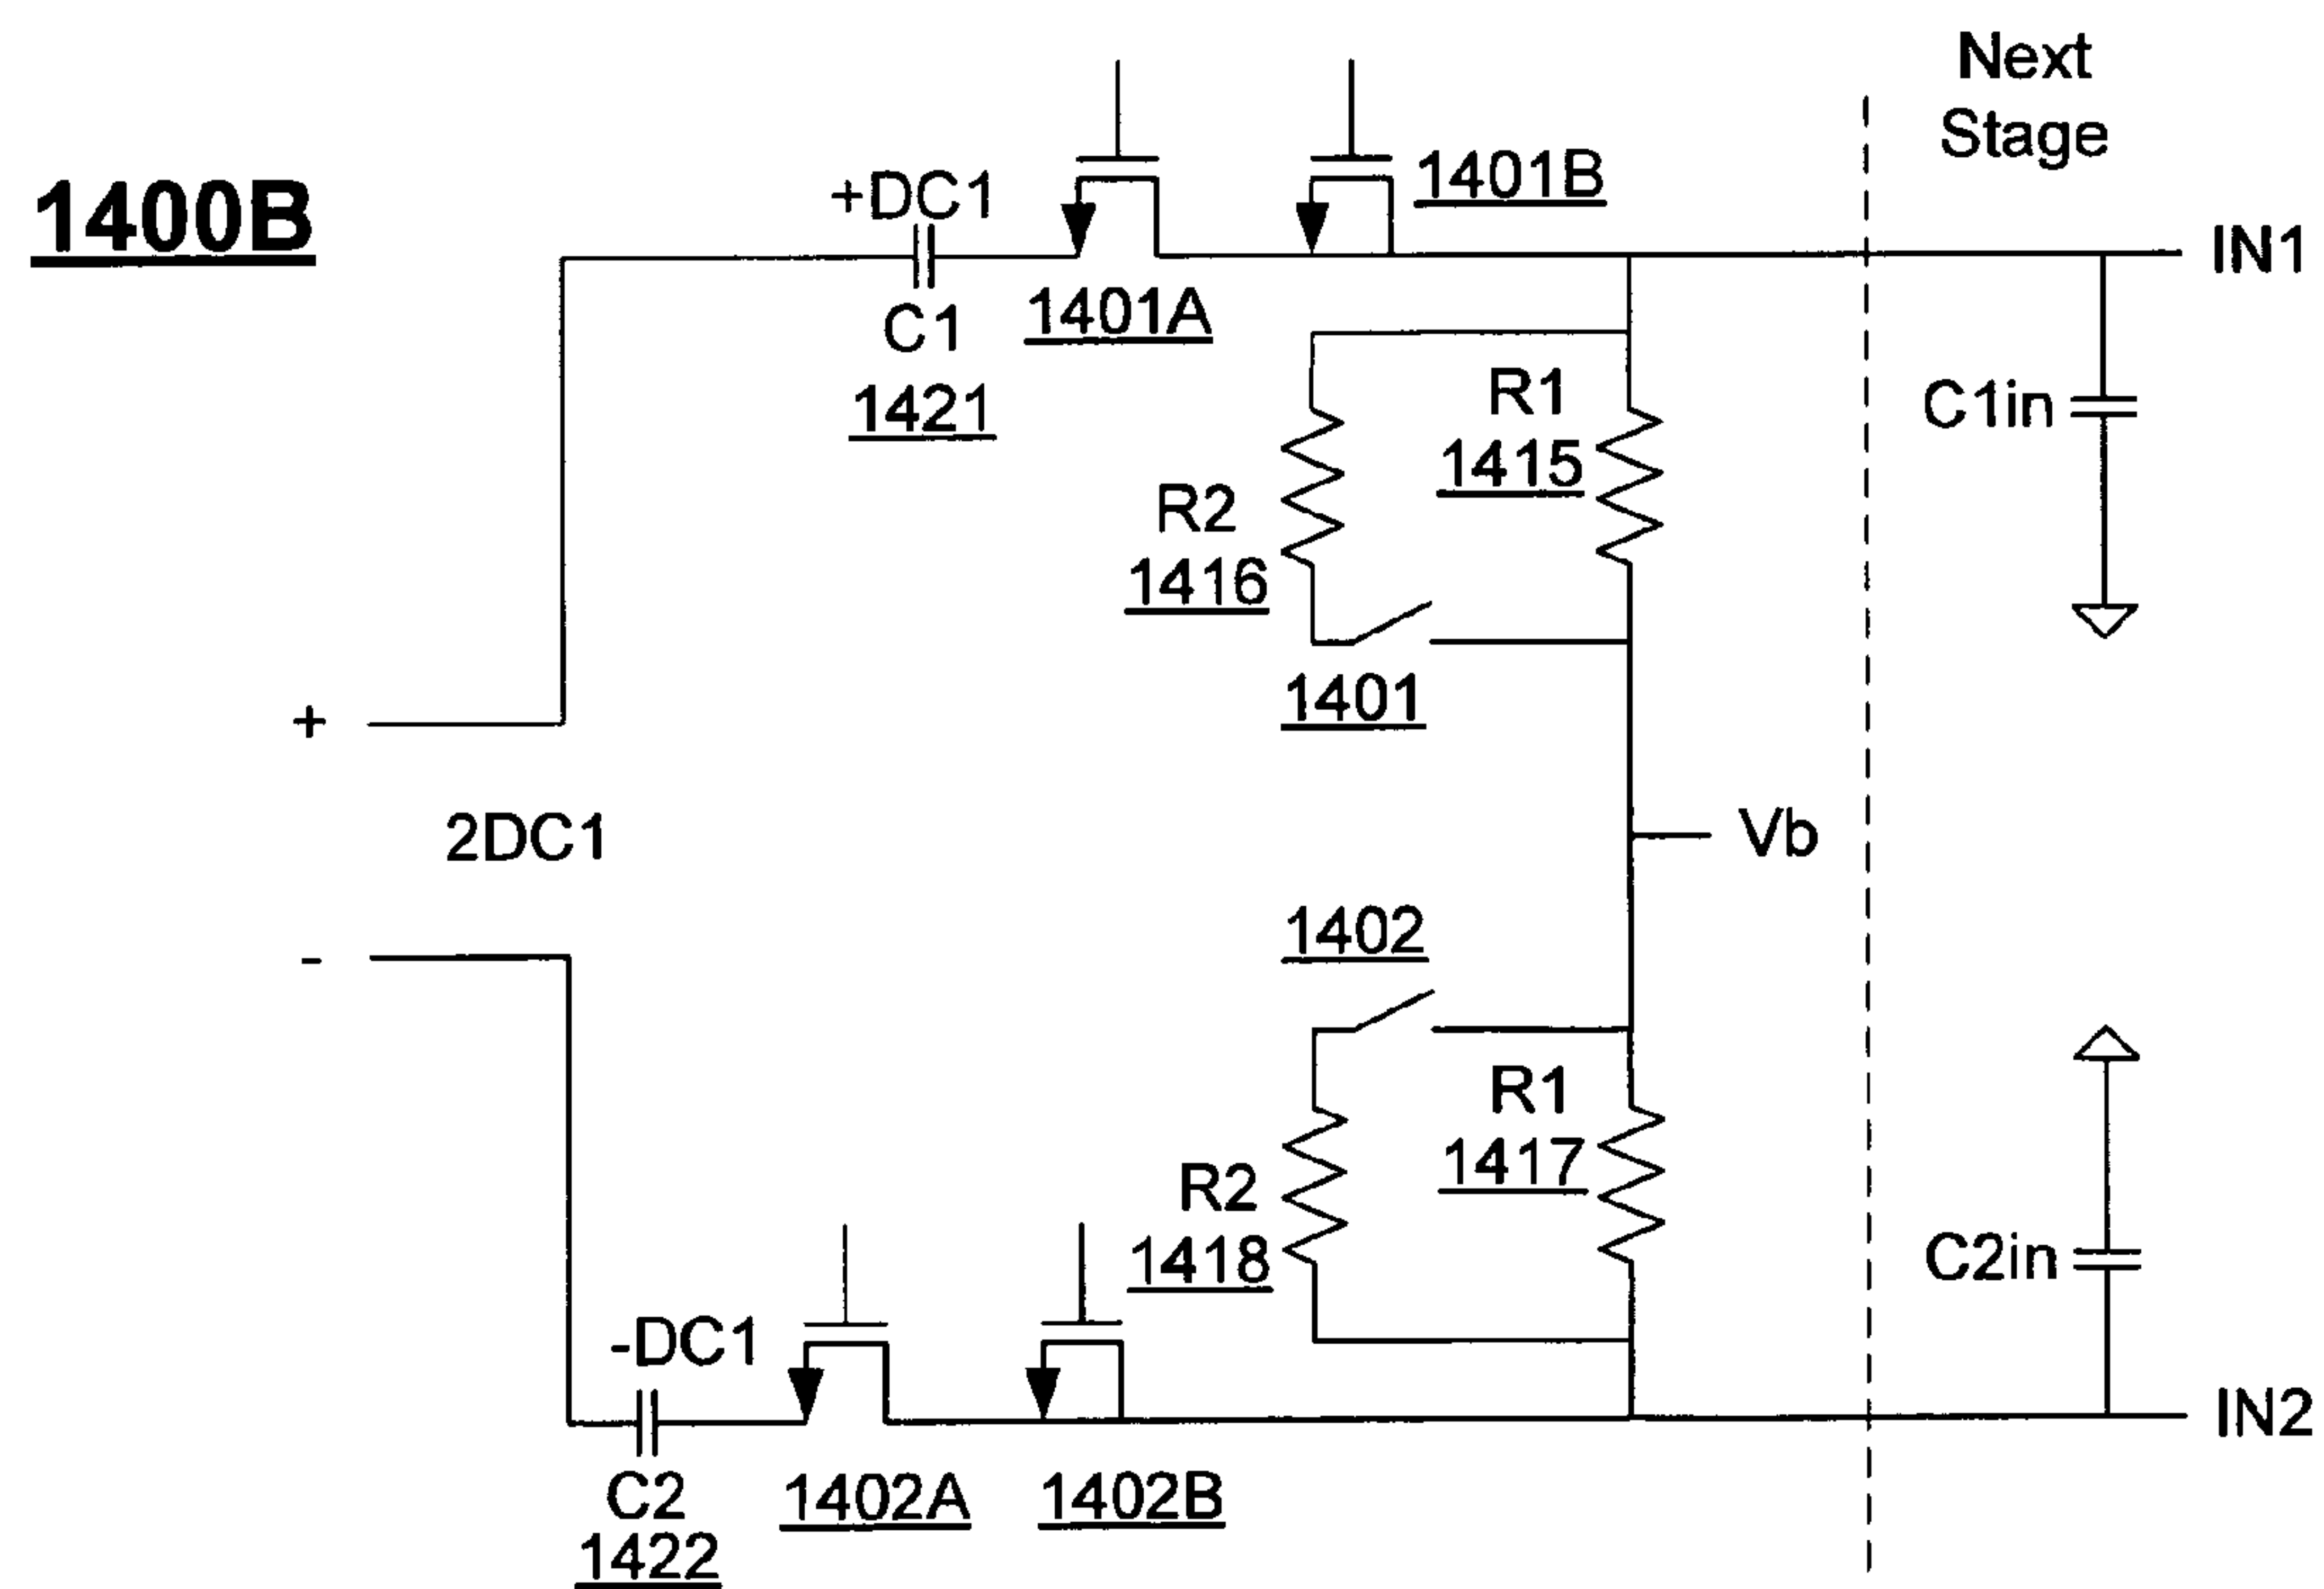 Next
Stage
1400B
+DC1
1401B
IN1
1401A
C1
1421
R1
1415
C1in
R2
1416
1401
+
2DC1
Vb
-
1402
R1
1417
R2
1418
C2in
-DC1
IN2
C2
1422
1402A
1402B